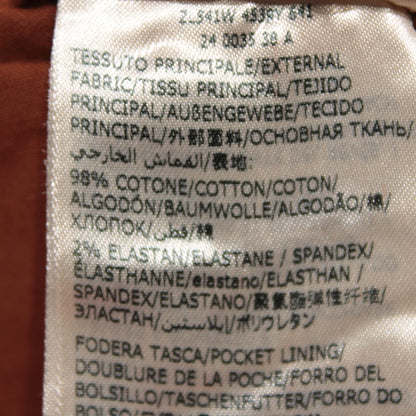 24 0035 38 A
TESSUTO PRINCIPALE/EXTERNAL
FABRIC/TISSU PRINCIPAL/TEJIDO
PRINCIPAL/AUßENGEWEBE/TECIDO
PRINCIPAL/外部面料/ОСНОВНАЯ ТКАНЬ/
القماش الخارجي/表地:
98% COTONE/COTTON/COTON/
ALGODÓN/BAUMWOLLE/ALGODÃO/棉/
ХЛОПОК/قطن/綿
2% ELASTAN/ELASTANE / SPANDEX/
ELASTHANNE/elastano/ELASTHAN /
SPANDEX/ELASTANO/聚氨酯弹性纤维/
ЭЛАСТАН/إيلاستين/ポリウレタン
FODERA TASCA/POCKET LINING/
DOUBLURE DE LA POCHE/FORRO DEL
BOLSILLO/TASCHENFUTTER/FORRO DO